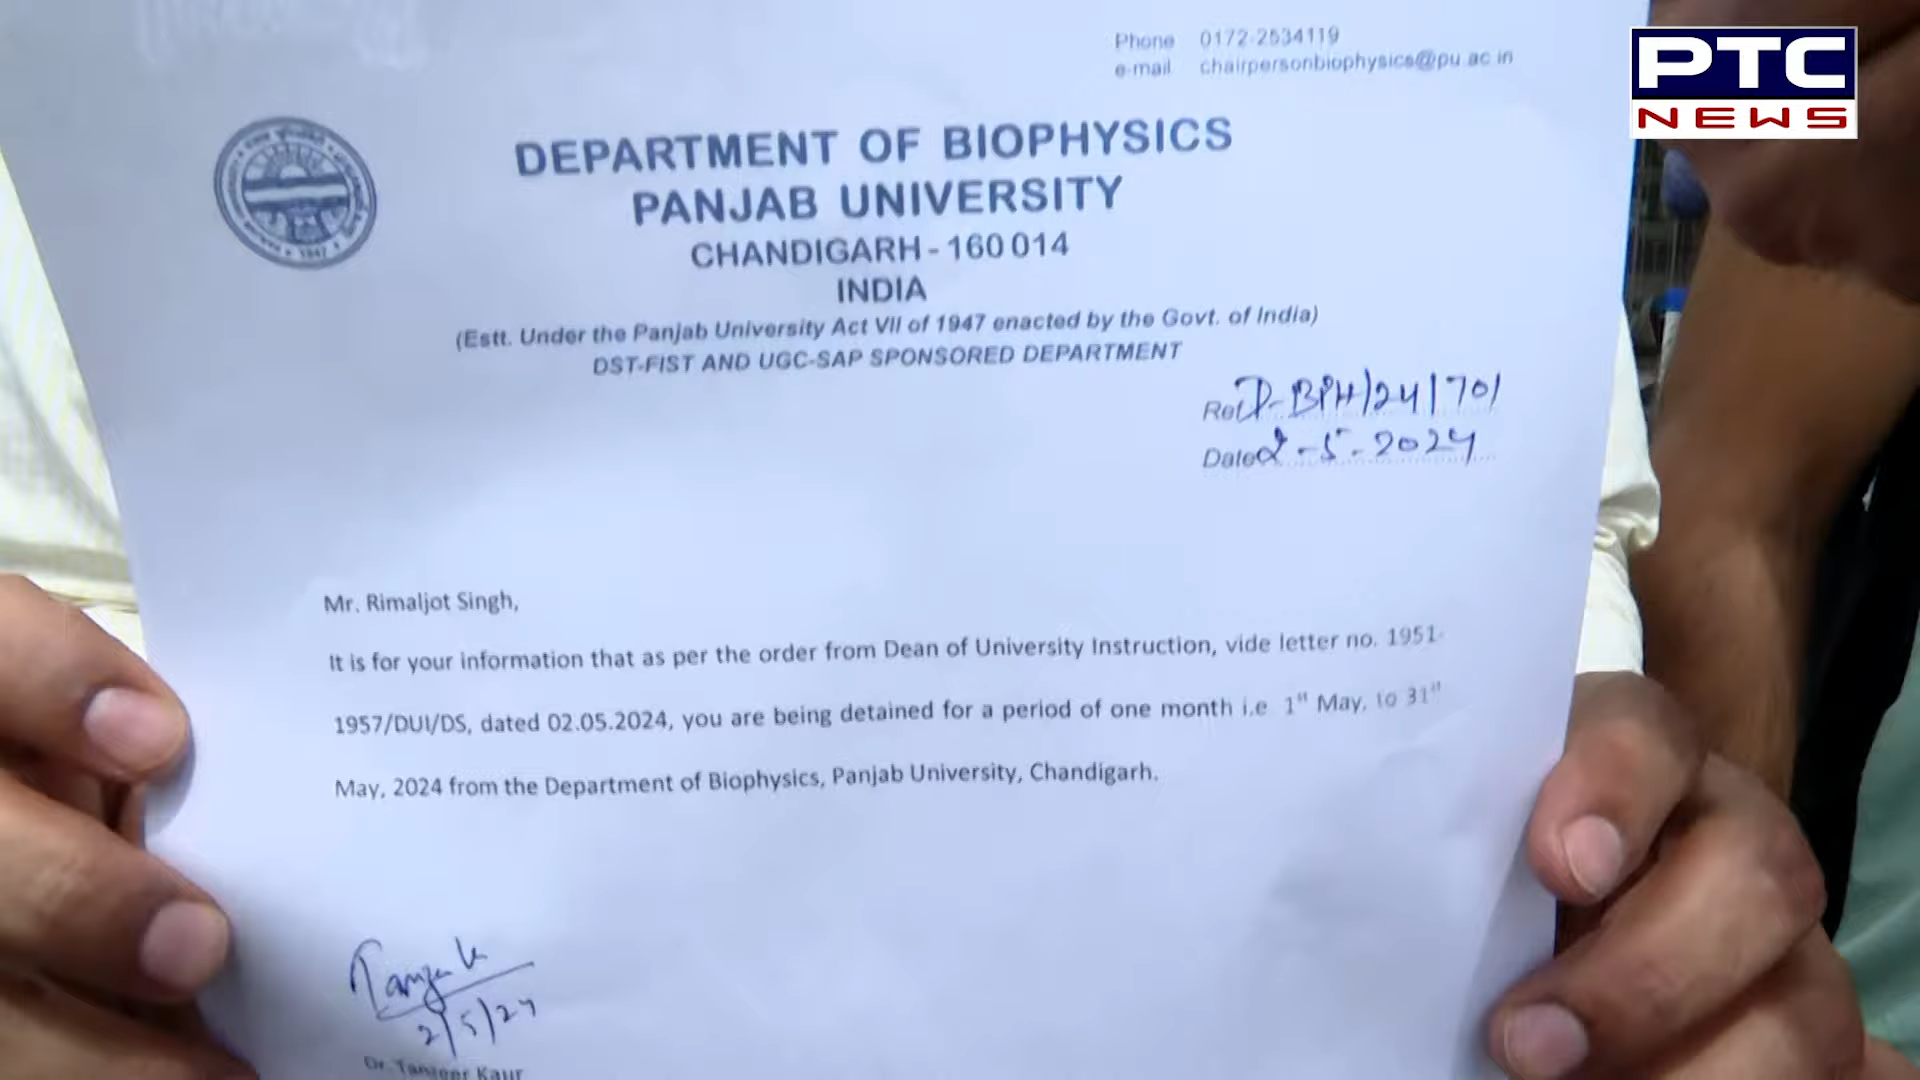 Phone 0172-2534119
e-mail chairpersonbiophysics@pu.ac.in
PTC
NEWS
DEPARTMENT OF BIOPHYSICS
PANJAB UNIVERSITY
CHANDIGARH - 160 014
INDIA
(Estt. Under the Panjab University Act VII of 1947 enacted by the Govt. of India)
DST-FIST AND UGC-SAP SPONSORED DEPARTMENT
1947
Ref D-BPH/24/701
Date 2-5-2024
Mr. Rimaljot Singh,
It is for your information that as per the order from Dean of University Instruction, vide letter no. 1951-
1957/DUI/DS, dated 02.05.2024, you are being detained for a period of one month i.e 1st May, to 31st
May, 2024 from the Department of Biophysics, Panjab University, Chandigarh.
2/5/24
Dr. Tanzeer Kaur